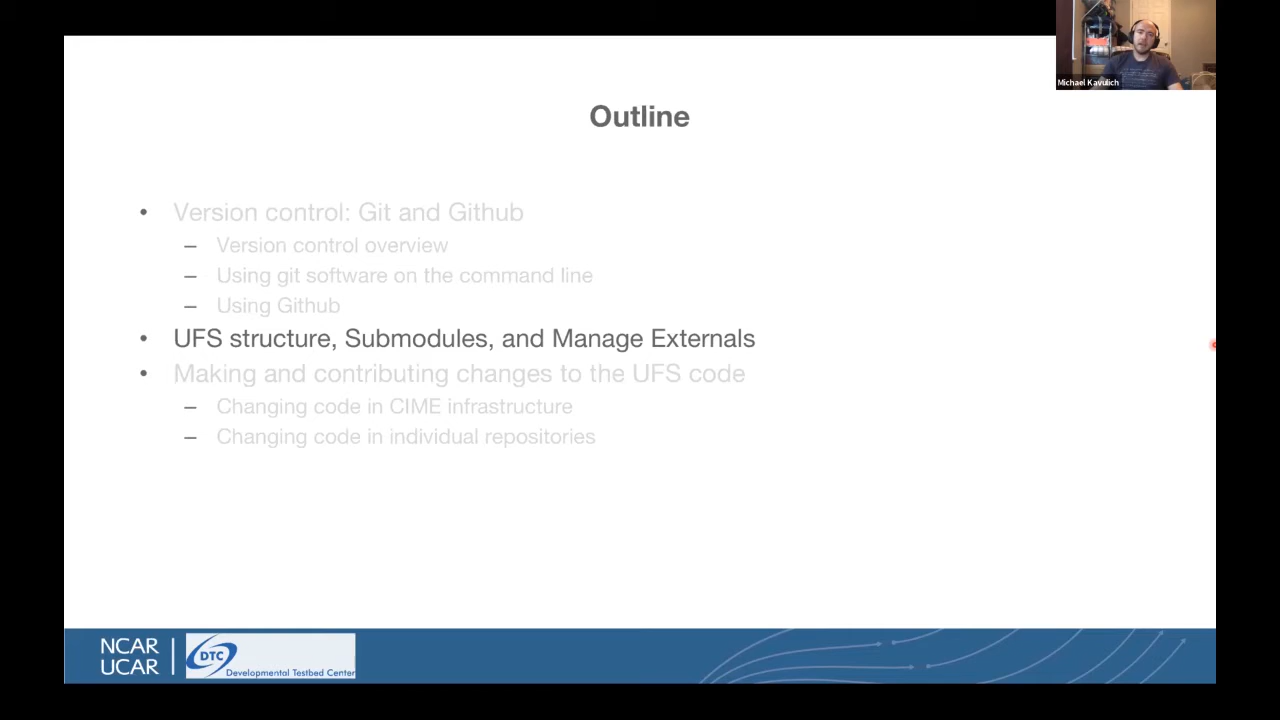 Michael Kavulich
Outline
• Version control: Git and Github
– Version control overview
– Using git software on the command line
– Using Github
• UFS structure, Submodules, and Manage Externals
• Making and contributing changes to the UFS code
– Changing code in CIME infrastructure
– Changing code in individual repositories
NCAR
UCAR
DTC
Developmental Testbed Center